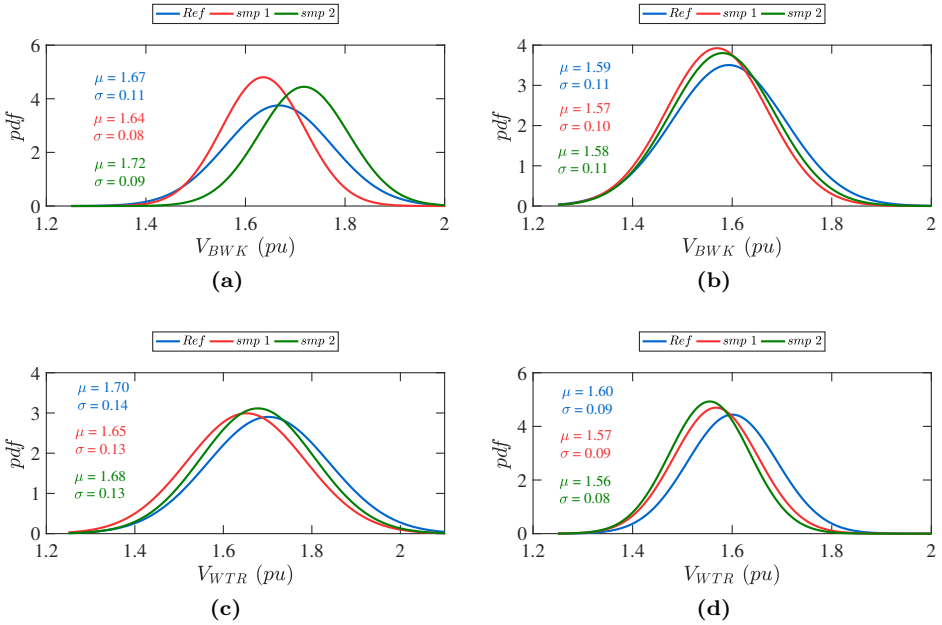 Ref smp 1 smp 2
6
4
2
0
pdf
μ = 1.67
σ = 0.11
μ = 1.64
σ = 0.08
μ = 1.72
σ = 0.09
1.2 1.4 1.6 1.8 2
V_BWK (pu)
(a)
Ref smp 1 smp 2
4
3
2
1
0
pdf
μ = 1.59
σ = 0.11
μ = 1.57
σ = 0.10
μ = 1.58
σ = 0.11
1.2 1.4 1.6 1.8 2
V_BWK (pu)
(b)
Ref smp 1 smp 2
4
3
2
1
0
pdf
μ = 1.70
σ = 0.14
μ = 1.65
σ = 0.13
μ = 1.68
σ = 0.13
1.2 1.4 1.6 1.8 2
V_WTR (pu)
(c)
Ref smp 1 smp 2
6
4
2
0
pdf
μ = 1.60
σ = 0.09
μ = 1.57
σ = 0.09
μ = 1.56
σ = 0.08
1.2 1.4 1.6 1.8 2
V_WTR (pu)
(d)